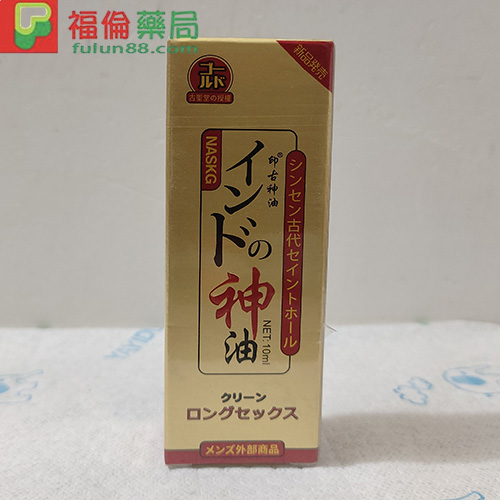 福倫藥局
fulun88.com
新品発売
ゴールド
古聖堂の授權
NASKG
印古神油®
インドの神油
シンセン古代セイントホール
NET:10ml
クリーン
ロングセックス
メンズ外部商品